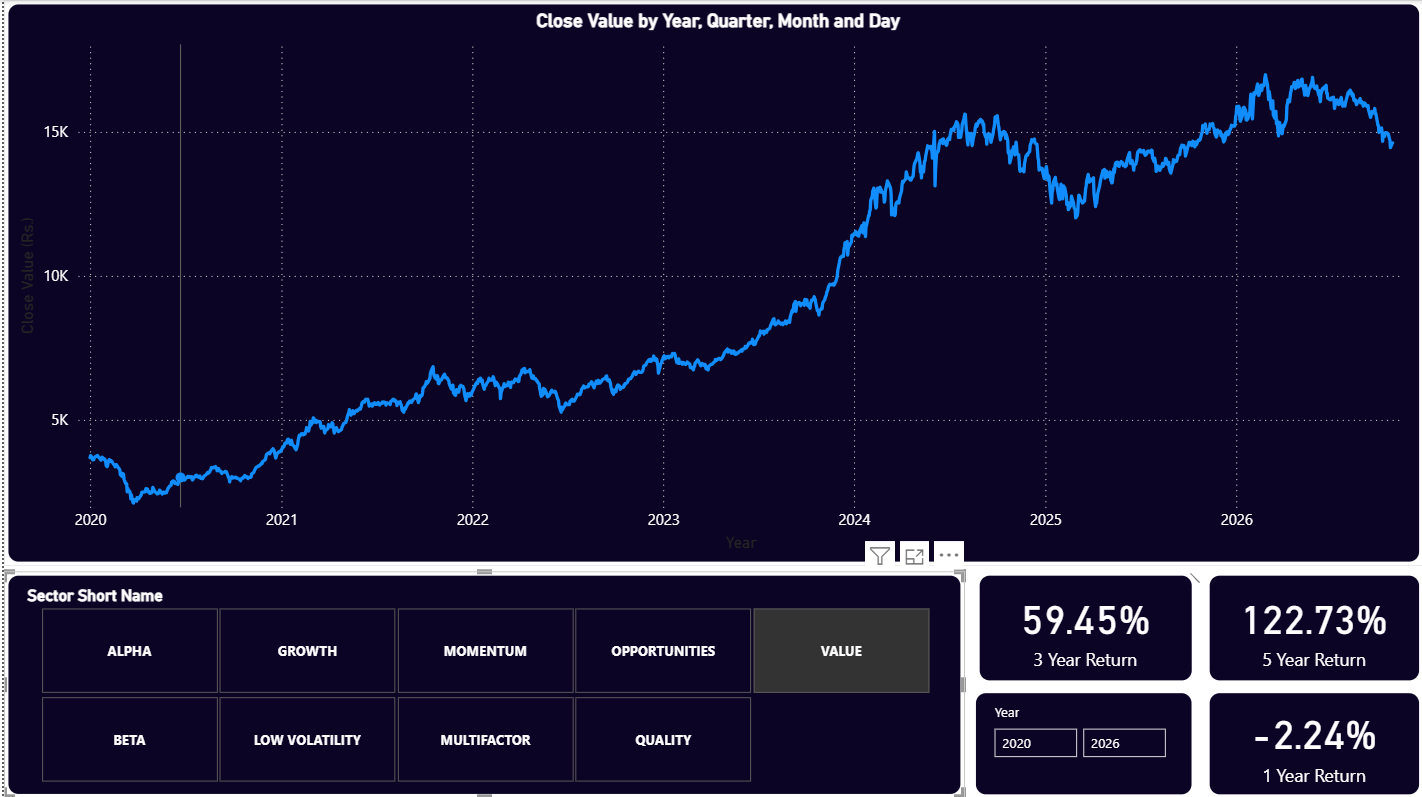 Close Value by Year, Quarter, Month and Day
Close Value (Rs.)
15K
10K
5K
2020 2021 2022 2023 2024 2025 2026
Year
Sector Short Name
ALPHA GROWTH MOMENTUM OPPORTUNITIES VALUE
BETA LOW VOLATILITY MULTIFACTOR QUALITY
59.45%
3 Year Return
122.73%
5 Year Return
Year
2020 2026
-2.24%
1 Year Return